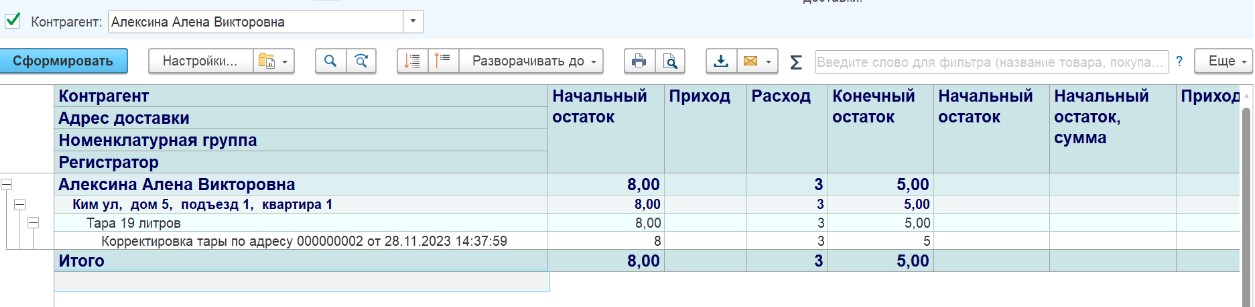 доставки.
Контрагент: Алексина Алена Викторовна
Сформировать Настройки... Разворачивать до Σ Введите слово для фильтра (название товара, покупа... ? Еще
Контрагент Начальный остаток Приход Расход Конечный остаток Начальный остаток Начальный остаток, сумма Приход
Адрес доставки
Номенклатурная группа
Регистратор
Алексина Алена Викторовна 8,00 3 5,00
Ким ул, дом 5, подъезд 1, квартира 1 8,00 3 5,00
Тара 19 литров 8,00 3 5,00
Корректировка тары по адресу 000000002 от 28.11.2023 14:37:59 8 3 5
Итого 8,00 3 5,00